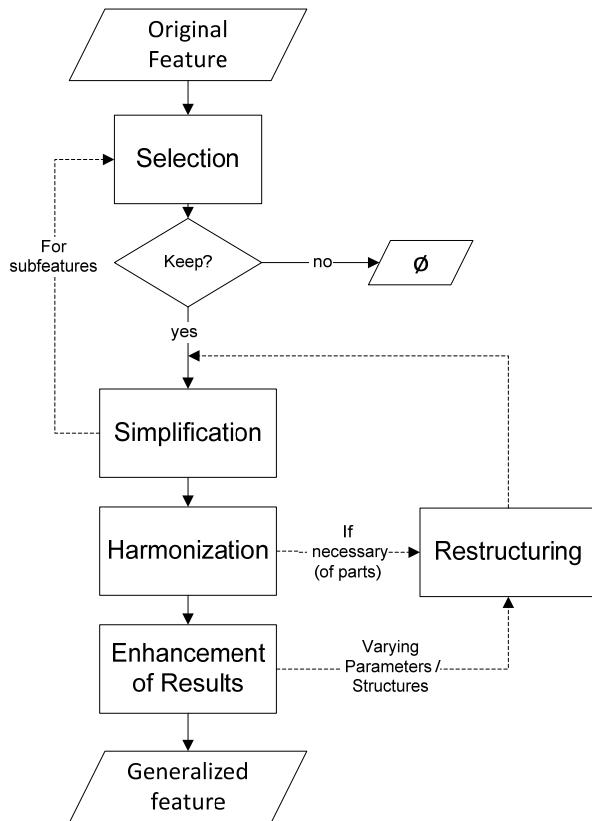 Original
Feature
Selection
For
subfeatures
Keep?
no
ø
yes
Simplification
Harmonization
If
necessary
(of parts)
Restructuring
Enhancement
of Results
Varying
Parameters /
Structures
Generalized
feature